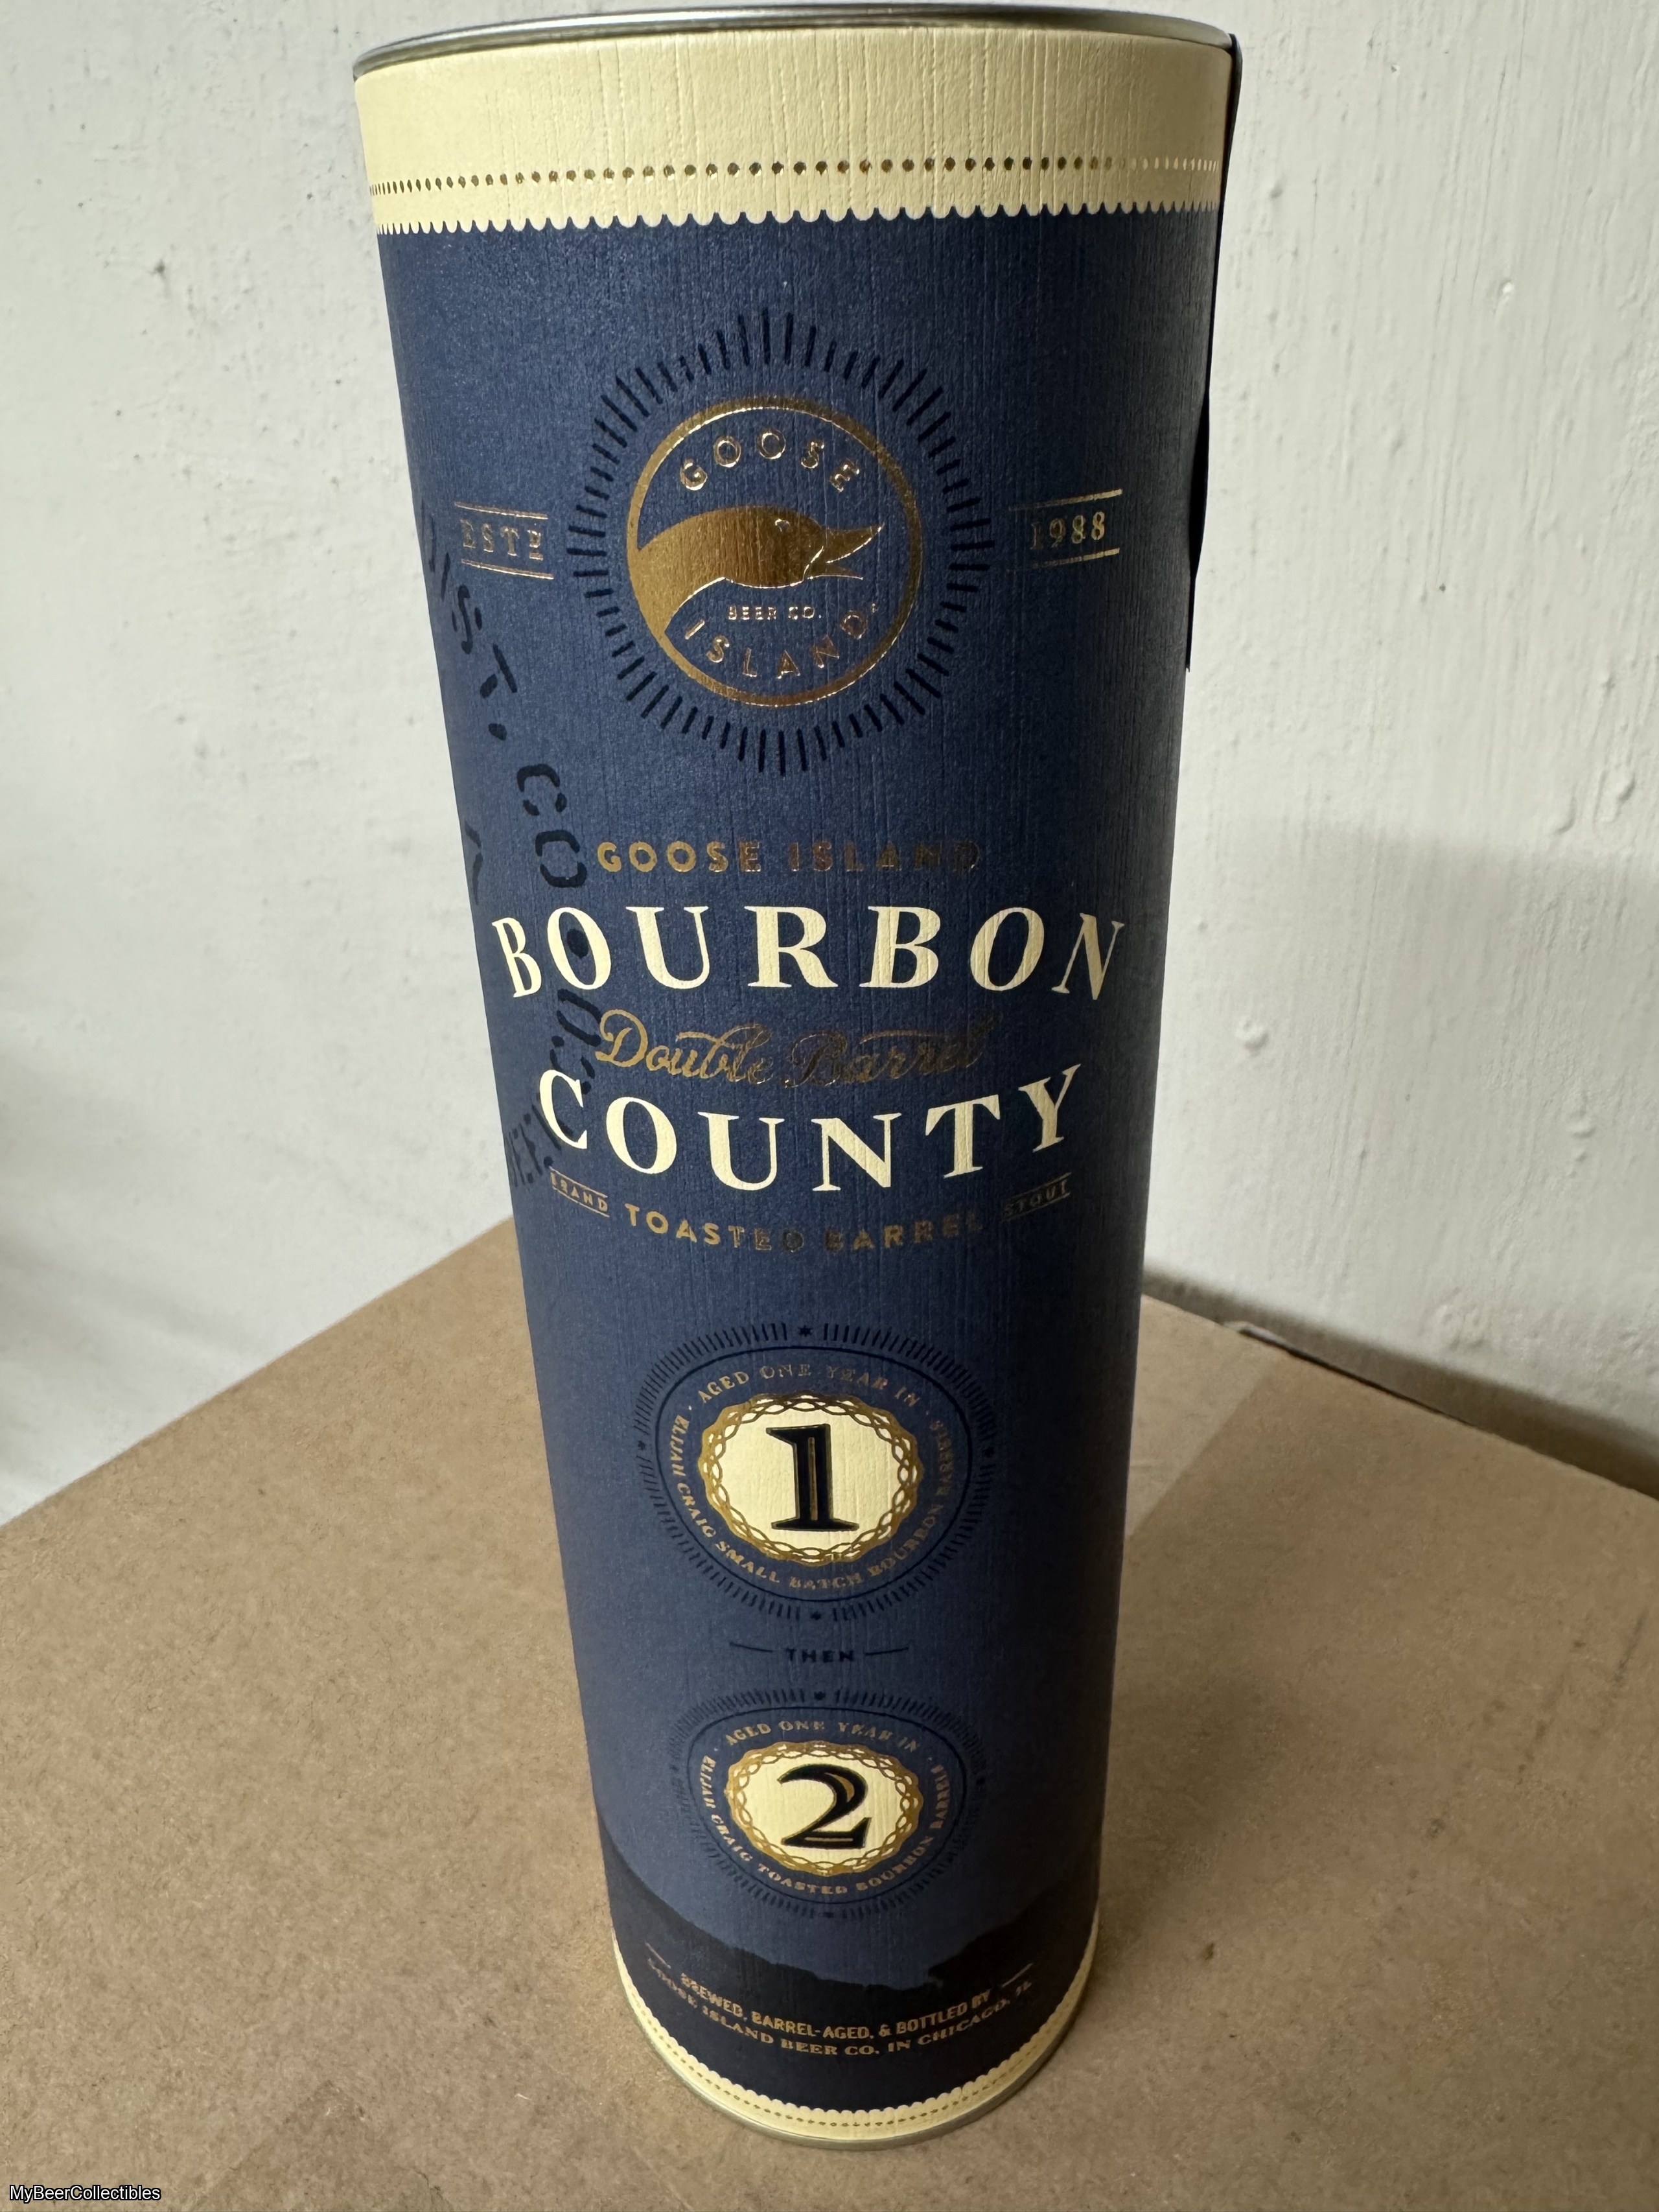 GOOSE
BEER CO.
ISLAND
ESTD
1988
IST. CO.
GOOSE ISLAND
BOURBON
Double Barrel
COUNTY
BRAND TOASTED BARREL STOUT
· AGED ONE YEAR IN ·
ELIJAH CRAIG SMALL BATCH BOURBON BARRELS
1
THEN
· AGED ONE YEAR IN ·
ELIJAH CRAIG TOASTED BOURBON BARRELS
2
BREWED, BARREL-AGED, & BOTTLED BY
GOOSE ISLAND BEER CO. IN CHICAGO, IL
MyBeerCollectibles